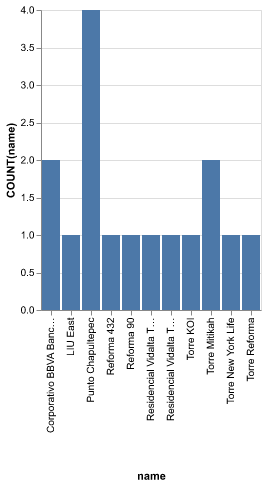 4.0
3.5
3.0
2.5
2.0
1.5
1.0
0.5
0.0
COUNT(name)
Corporativo BBVA Banc…
LIU East
Punto Chapultepec
Reforma 432
Reforma 90
Residencial Vidalta T…
Residencial Vidalta T…
Torre KOI
Torre Mitikah
Torre New York Life
Torre Reforma
name